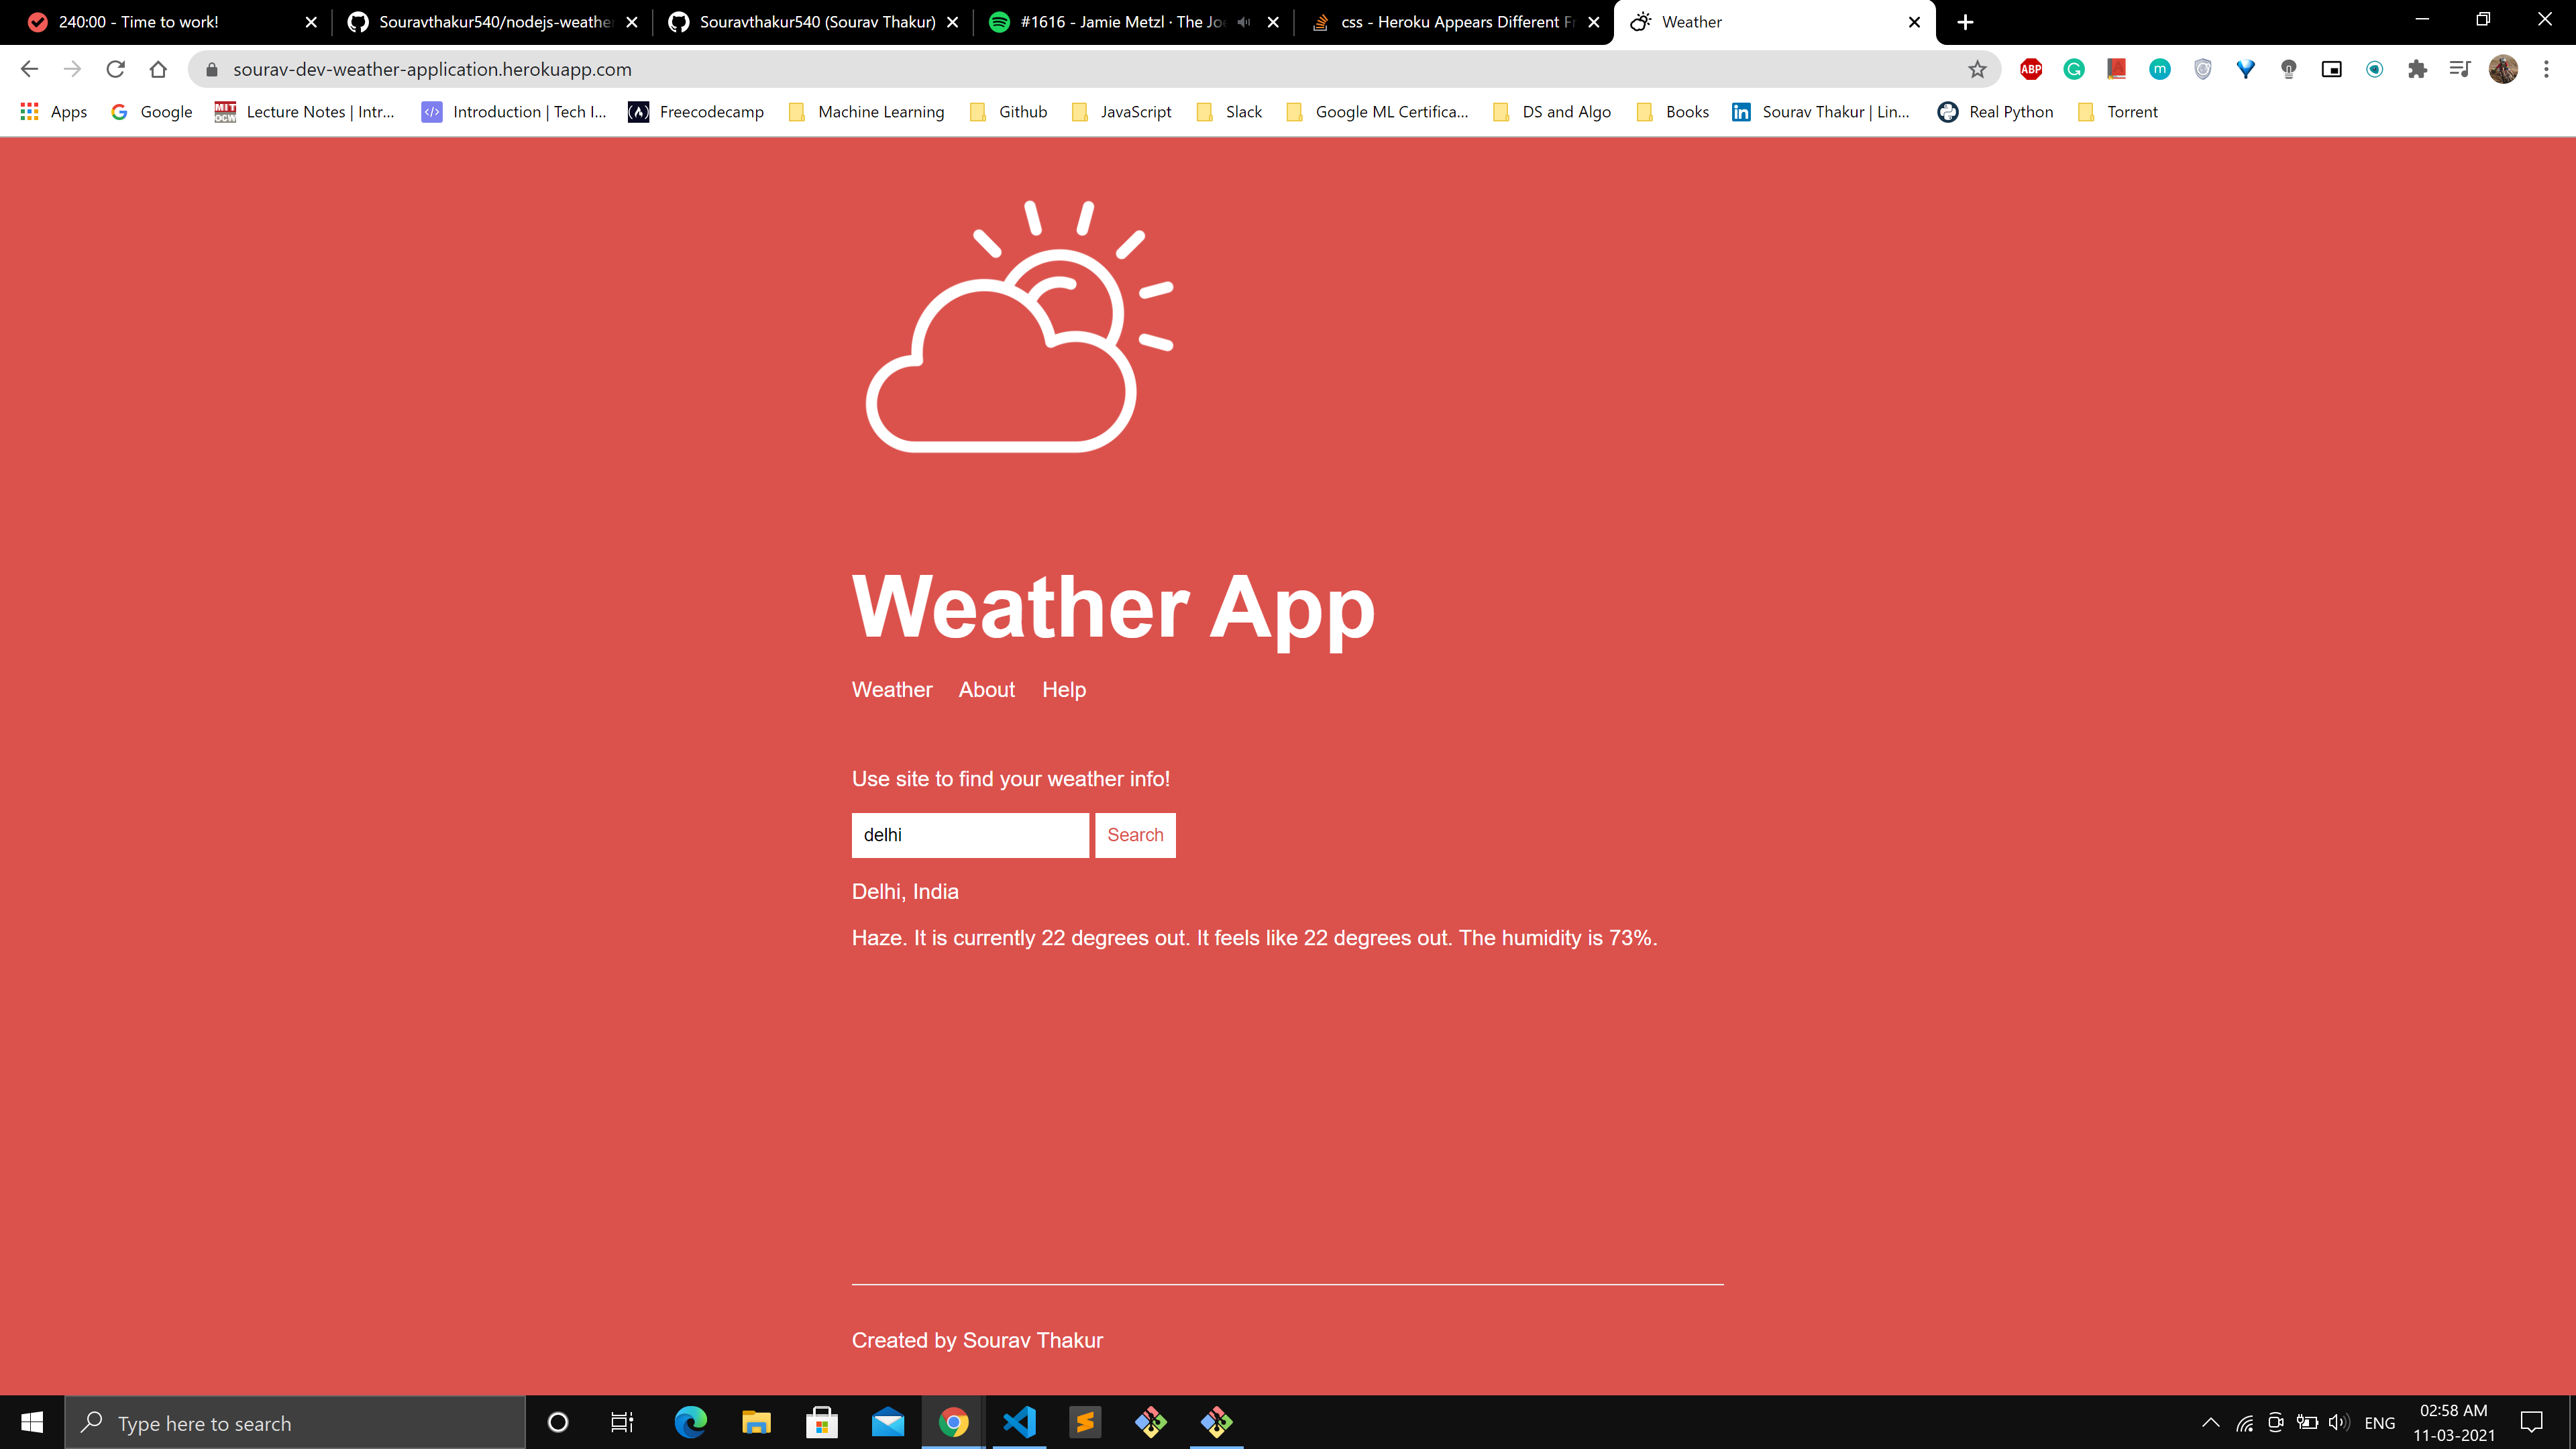 240:00 - Time to work!
Souravthakur540/nodejs-weathe
Souravthakur540 (Sourav Thakur)
#1616 - Jamie Metzl · The Joe
css - Heroku Appears Different Fr
Weather
sourav-dev-weather-application.herokuapp.com
ABP
Apps
Google
MIT OCW
Lecture Notes | Intr...
Introduction | Tech I...
Freecodecamp
Machine Learning
Github
JavaScript
Slack
Google ML Certifica...
DS and Algo
Books
Sourav Thakur | Lin...
Real Python
Torrent
Weather App
Weather About Help
Use site to find your weather info!
delhi Search
Delhi, India
Haze. It is currently 22 degrees out. It feels like 22 degrees out. The humidity is 73%.
Created by Sourav Thakur
Type here to search
ENG
02:58 AM
11-03-2021